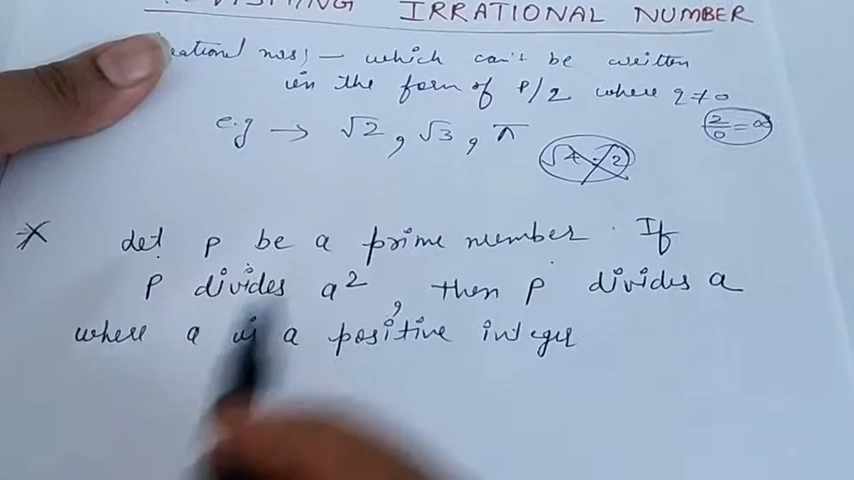 IRRATIONAL NUMBER
nos; — which can't be written
in the form of P/2 where q≠0
e.g → √2, √3, π
2/0 = ∞
√4 = 2
* Let p be a prime number. If
p divides a², then p divides a
where a is a positive integer